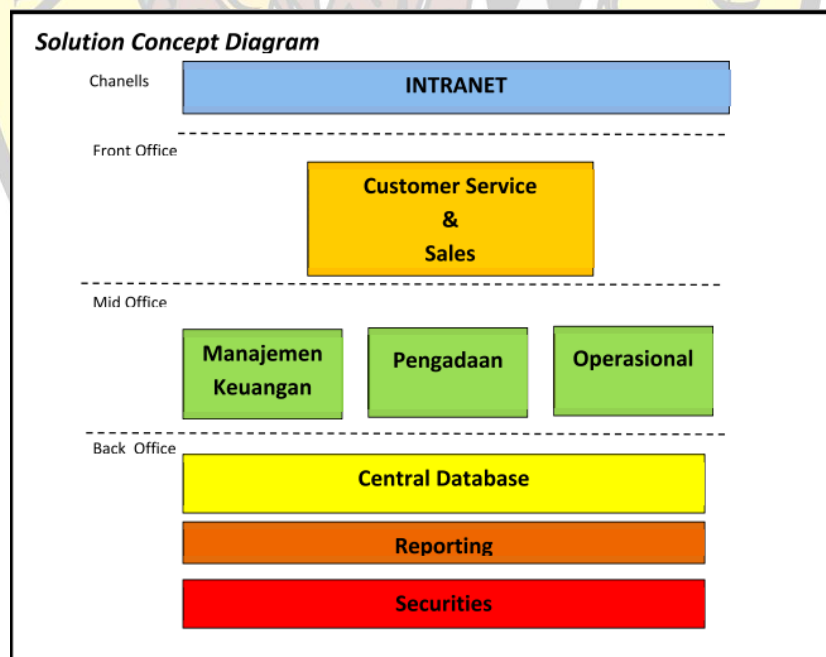 Solution Concept Diagram
Chanells
INTRANET
Front Office
Customer Service
&
Sales
Mid Office
Manajemen
Keuangan
Pengadaan
Operasional
Back Office
Central Database
Reporting
Securities